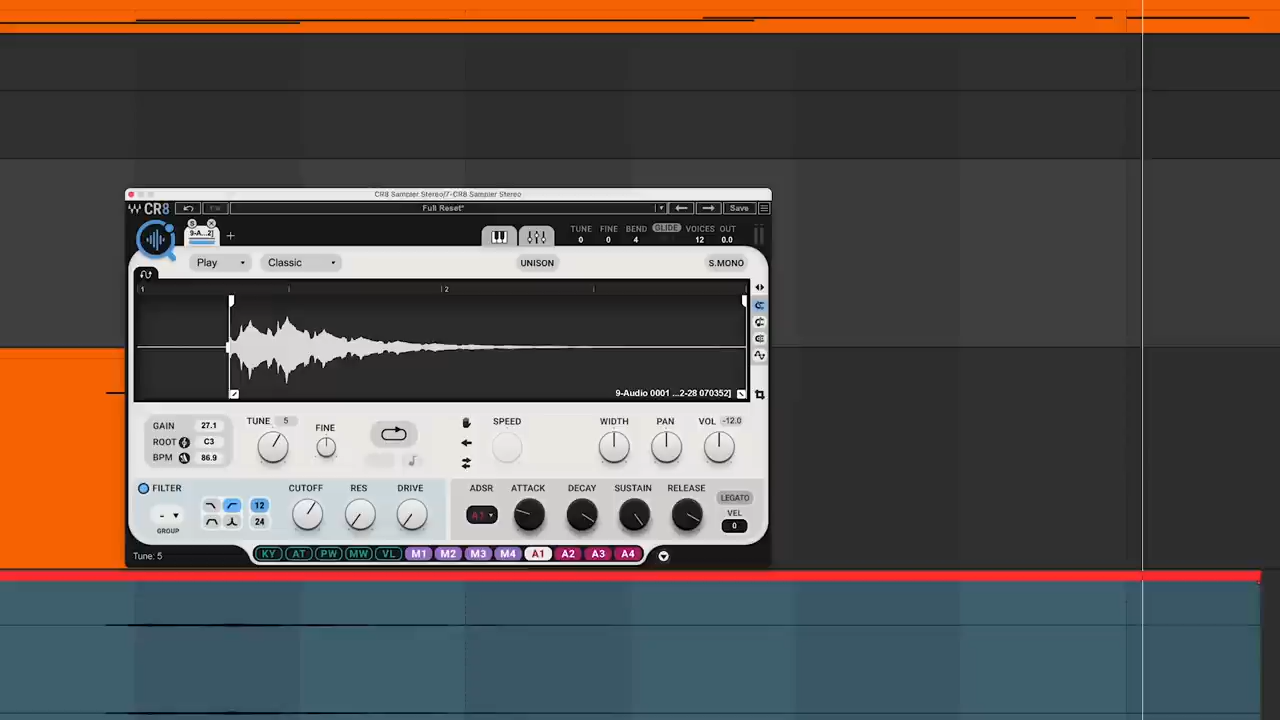 CR8 Sampler Stereo/7-CR8 Sampler Stereo
CR8
Full Reset*
Save
S
X
9-A...2]
+
TUNE FINE BEND GLIDE VOICES OUT
0 0 4 12 0.0
Play
Classic
UNISON
S.MONO
1
2
9-Audio 0001 ...2-28 070352]
GAIN 27.1
ROOT C3
BPM 86.9
TUNE 5
FINE
SPEED
WIDTH
PAN
VOL -12.0
FILTER
-
GROUP
12
24
CUTOFF
RES
DRIVE
ADSR
A1
ATTACK
DECAY
SUSTAIN
RELEASE
LEGATO
VEL
0
Tune: 5
KY AT PW MW VL M1 M2 M3 M4 A1 A2 A3 A4